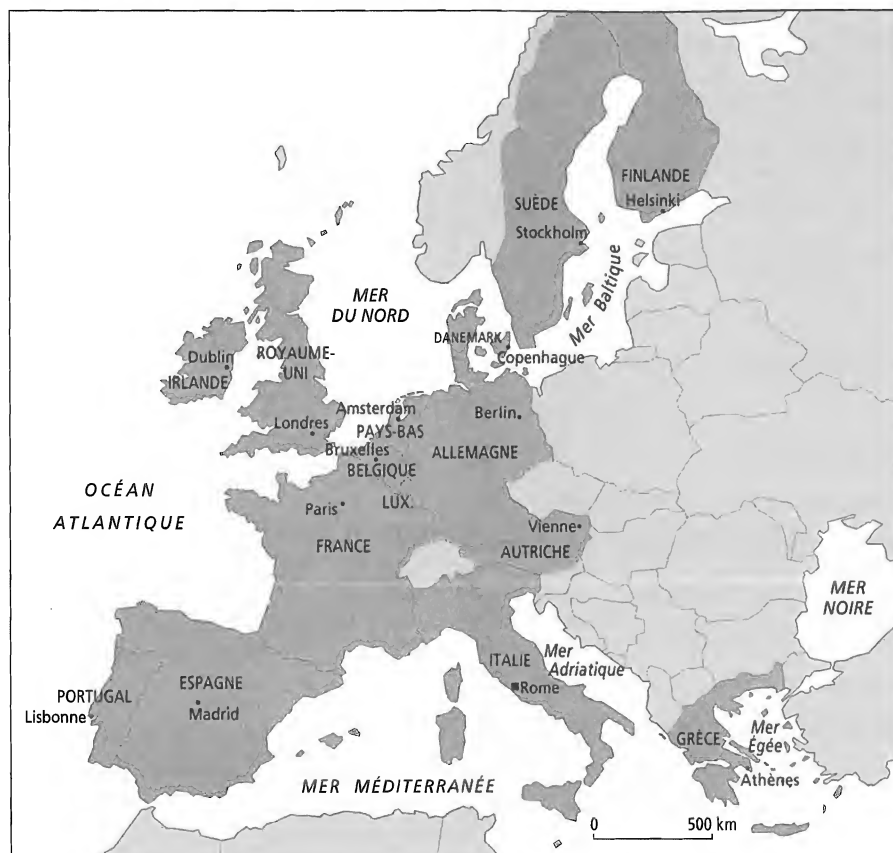 FINLANDE
Helsinki
SUÈDE
Stockholm
Mer Baltique
MER
DU NORD
DANEMARK
Copenhague
Dublin
IRLANDE
ROYAUME-
UNI
Londres
Amsterdam
PAYS-BAS
Bruxelles
BELGIQUE
Berlin
ALLEMAGNE
LUX.
OCÉAN
ATLANTIQUE
Paris
FRANCE
Vienne
AUTRICHE
MER
NOIRE
ITALIE
Rome
Mer
Adriatique
PORTUGAL
Lisbonne
ESPAGNE
Madrid
GRÈCE
Mer
Égée
Athènes
MER MÉDITERRANÉE
0 500 km